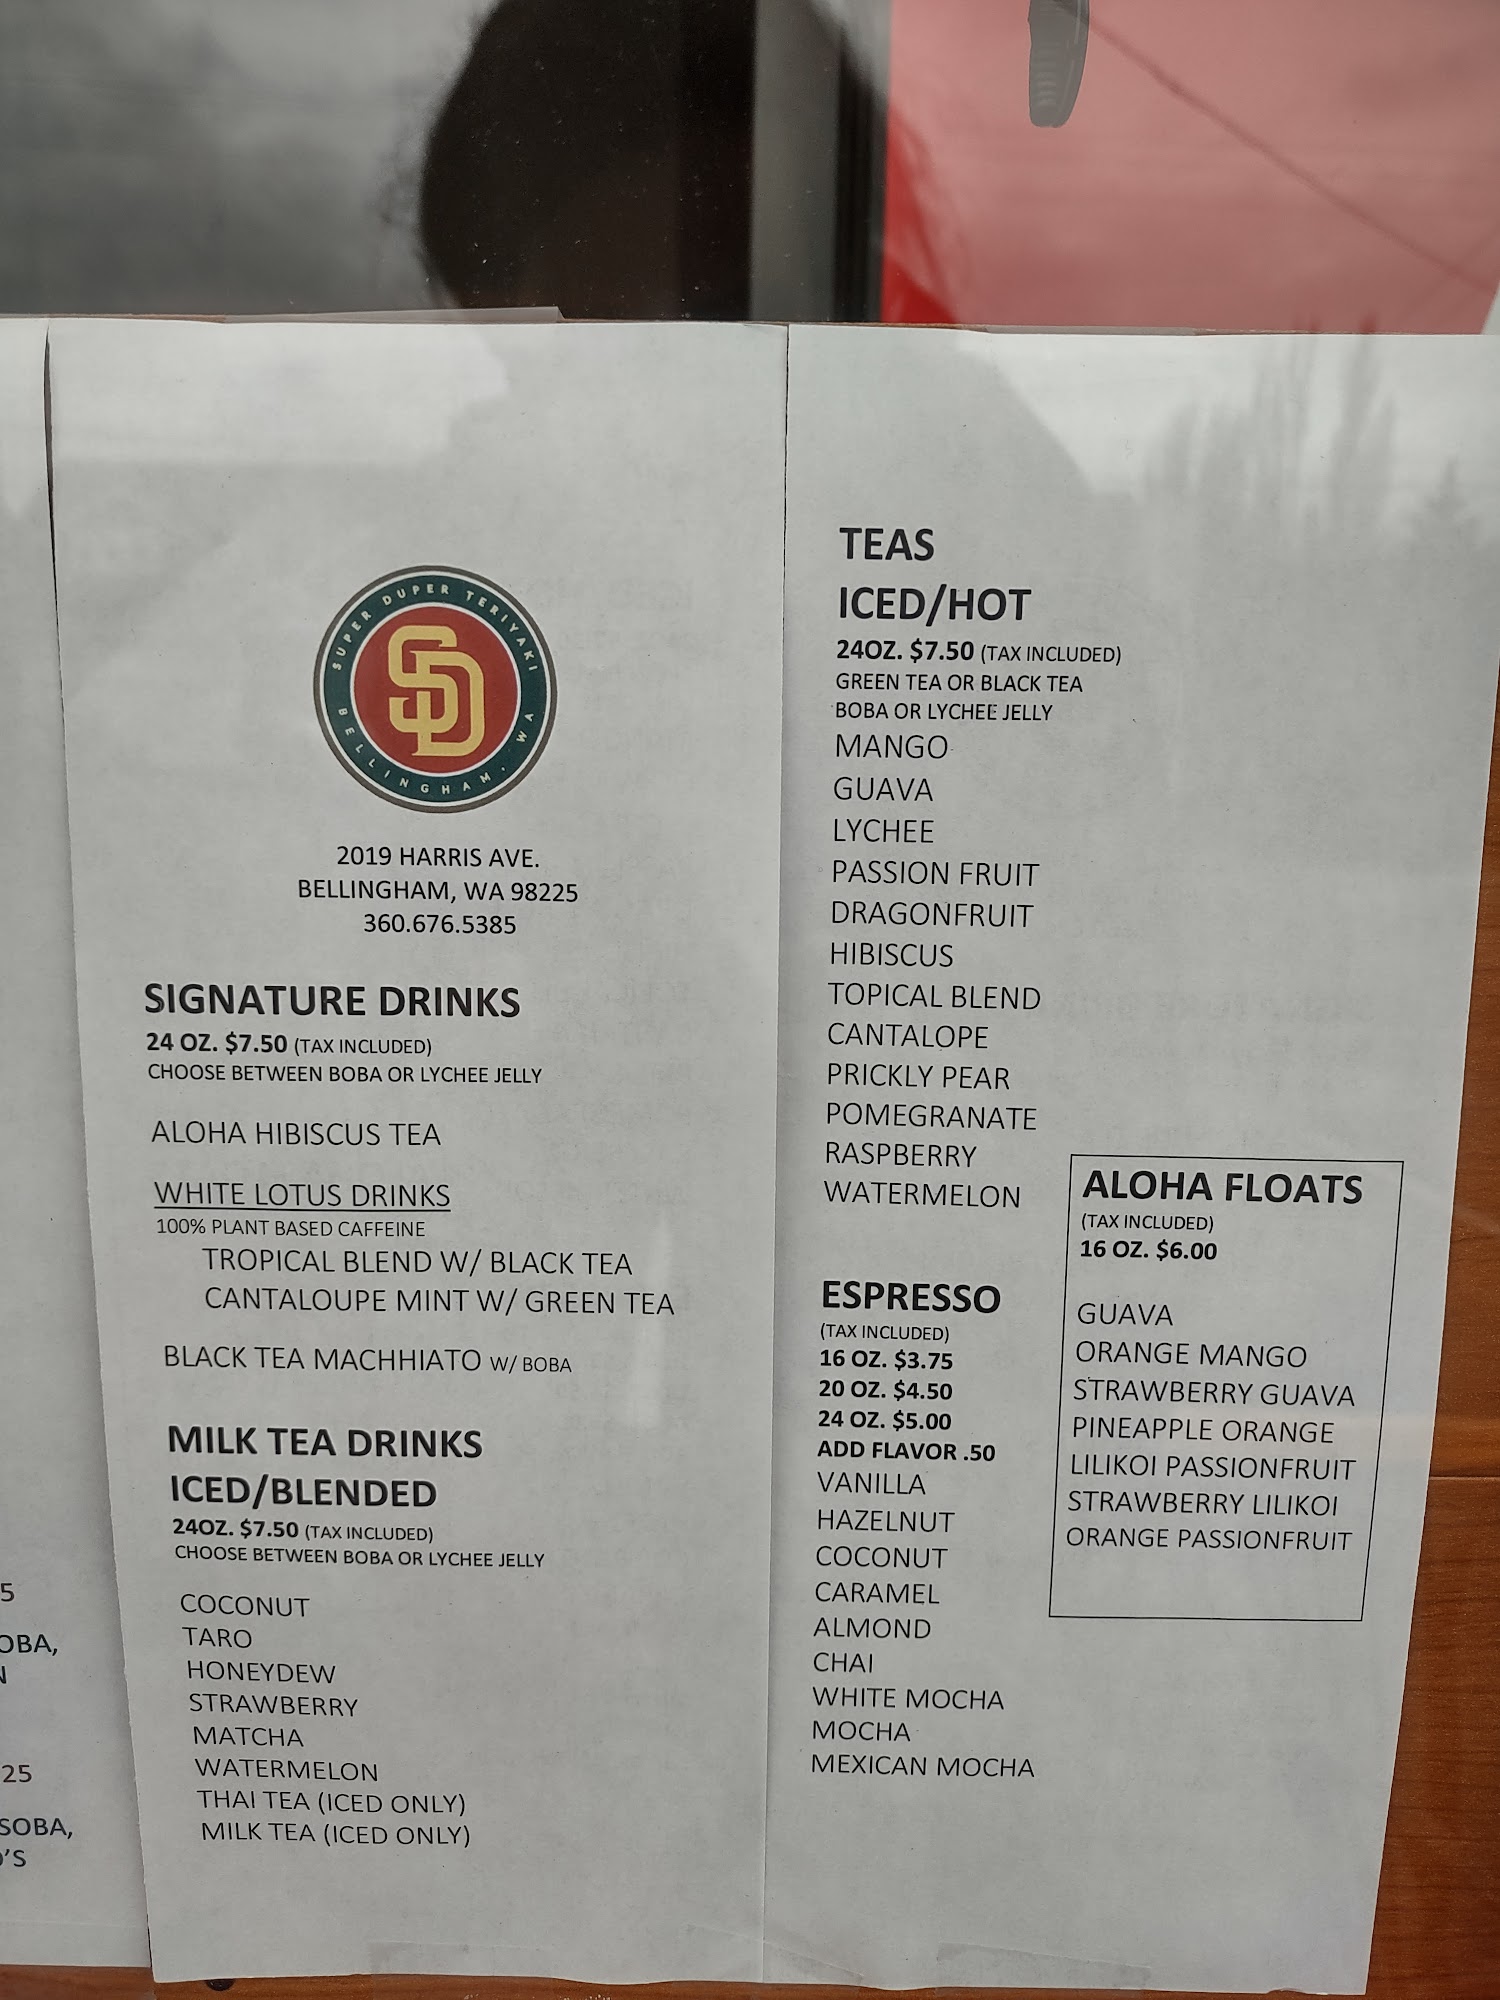 SUPER DUPER TERIYAKI
SD
BELLINGHAM, WA
2019 HARRIS AVE.
BELLINGHAM, WA 98225
360.676.5385
SIGNATURE DRINKS
24 OZ. $7.50 (TAX INCLUDED)
CHOOSE BETWEEN BOBA OR LYCHEE JELLY
ALOHA HIBISCUS TEA
WHITE LOTUS DRINKS
100% PLANT BASED CAFFEINE
TROPICAL BLEND W/ BLACK TEA
CANTALOUPE MINT W/ GREEN TEA
BLACK TEA MACHHIATO W/ BOBA
MILK TEA DRINKS
ICED/BLENDED
24OZ. $7.50 (TAX INCLUDED)
CHOOSE BETWEEN BOBA OR LYCHEE JELLY
COCONUT
TARO
HONEYDEW
STRAWBERRY
MATCHA
WATERMELON
THAI TEA (ICED ONLY)
MILK TEA (ICED ONLY)
TEAS
ICED/HOT
24OZ. $7.50 (TAX INCLUDED)
GREEN TEA OR BLACK TEA
BOBA OR LYCHEE JELLY
MANGO
GUAVA
LYCHEE
PASSION FRUIT
DRAGONFRUIT
HIBISCUS
TOPICAL BLEND
CANTALOPE
PRICKLY PEAR
POMEGRANATE
RASPBERRY
WATERMELON
ESPRESSO
(TAX INCLUDED)
16 OZ. $3.75
20 OZ. $4.50
24 OZ. $5.00
ADD FLAVOR .50
VANILLA
HAZELNUT
COCONUT
CARAMEL
ALMOND
CHAI
WHITE MOCHA
MOCHA
MEXICAN MOCHA
ALOHA FLOATS
(TAX INCLUDED)
16 OZ. $6.00
GUAVA
ORANGE MANGO
STRAWBERRY GUAVA
PINEAPPLE ORANGE
LILIKOI PASSIONFRUIT
STRAWBERRY LILIKOI
ORANGE PASSIONFRUIT
5
OBA,
N
25
SOBA,
'S